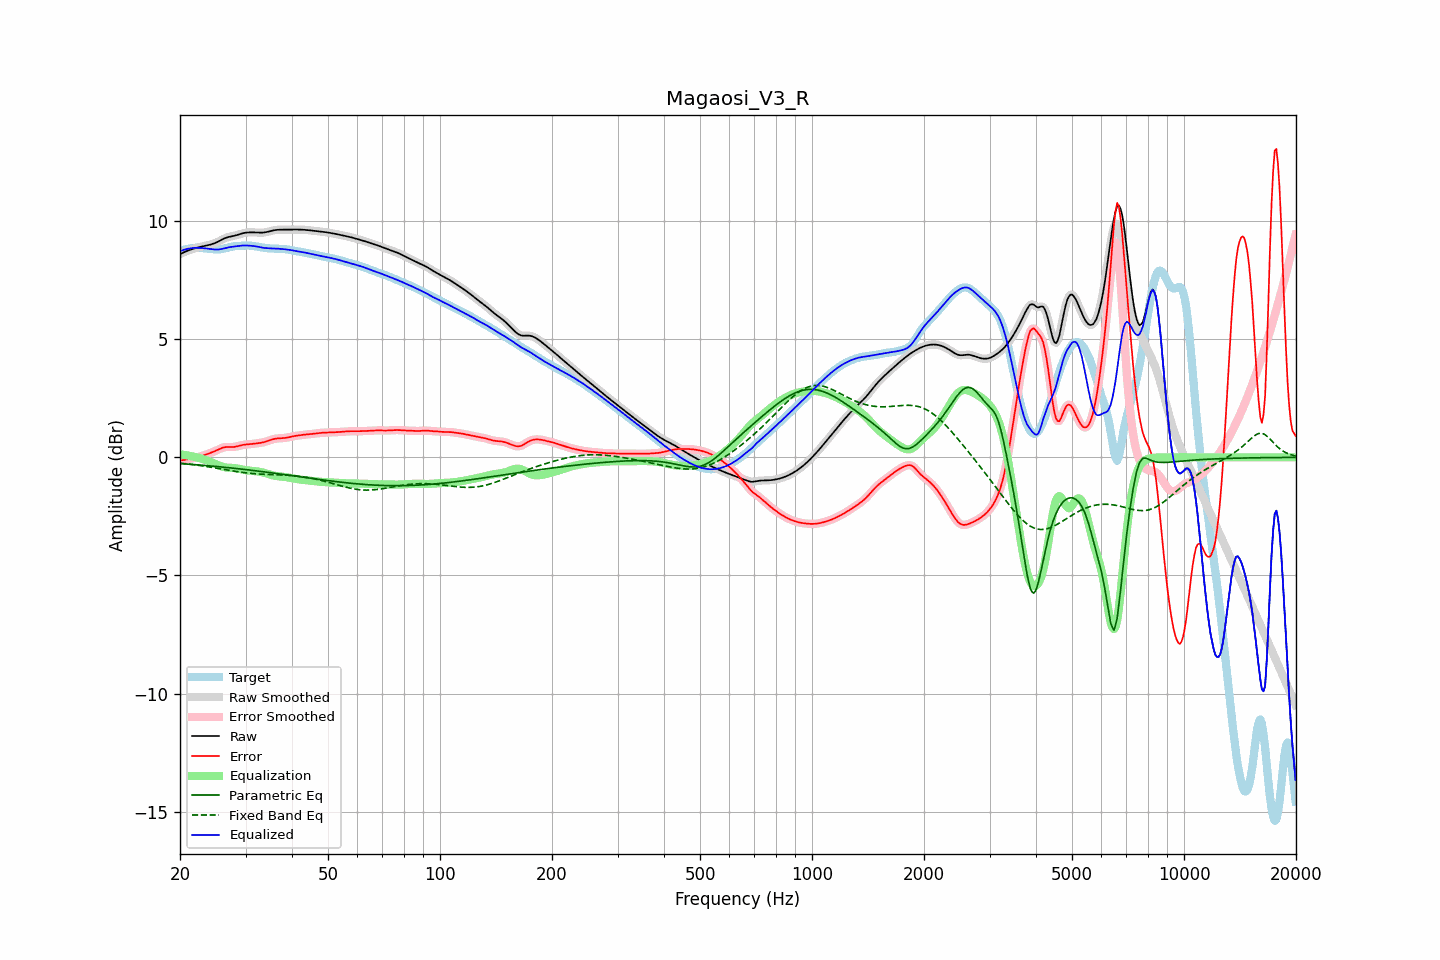 Magaosi_V3_R
Amplitude (dBr)
10
5
0
−5
−10
−15
Target
Raw Smoothed
Error Smoothed
Raw
Error
Equalization
Parametric Eq
Fixed Band Eq
Equalized
20 50 100 200 500 1000 2000 5000 10000 20000
Frequency (Hz)